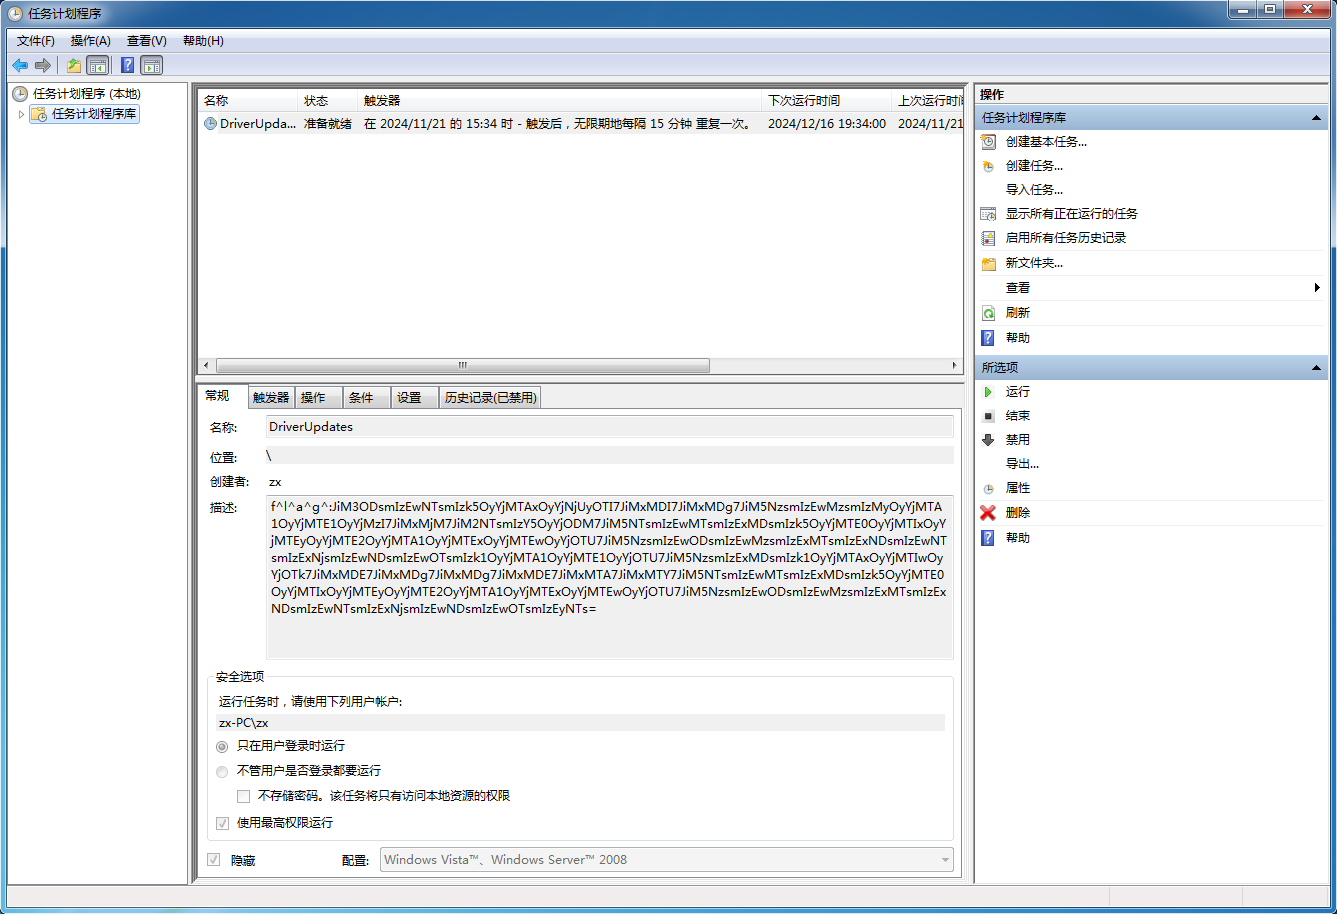 任务计划程序
文件(F) 操作(A) 查看(V) 帮助(H)
任务计划程序 (本地)
任务计划程序库
名称 状态 触发器 下次运行时间 上次运行时间
DriverUpda... 准备就绪 在 2024/11/21 的 15:34 时 - 触发后，无限期地每隔 15 分钟 重复一次。 2024/12/16 19:34:00 2024/11/21
常规 触发器 操作 条件 设置 历史记录(已禁用)
名称: DriverUpdates
位置: \
创建者: zx
描述: f^l^a^g^:JiM3ODsmIzEwNTsmIzk5OyYjMTAxOyYjNjUyOTI7JiMxMDI7JiMxMDg7JiM5NzsmIzEwMzsmIzMyOyYjMTA
1OyYjMTE1OyYjMzI7JiMxMjM7JiM2NTsmIzY5OyYjODM7JiM5NTsmIzEwMTsmIzExMDsmIzk5OyYjMTE0OyYjMTIxOyY
jMTEyOyYjMTE2OyYjMTA1OyYjMTExOyYjMTEwOyYjOTU7JiM5NzsmIzEwODsmIzEwMzsmIzExMTsmIzExNDsmIzEwNT
smIzExNjsmIzEwNDsmIzEwOTsmIzk1OyYjMTA1OyYjMTE1OyYjOTU7JiM5NzsmIzExMDsmIzk1OyYjMTAxOyYjMTIwOy
YjOTk7JiMxMDE7JiMxMDg7JiMxMDg7JiMxMDE7JiMxMTA7JiMxMTY7JiM5NTsmIzEwMTsmIzExMDsmIzk5OyYjMTE0
OyYjMTIxOyYjMTEyOyYjMTE2OyYjMTA1OyYjMTExOyYjMTEwOyYjOTU7JiM5NzsmIzEwODsmIzEwMzsmIzExMTsmIzEx
NDsmIzEwNTsmIzExNjsmIzEwNDsmIzEwOTsmIzEyNTs=
安全选项
运行任务时，请使用下列用户帐户:
zx-PC\zx
只在用户登录时运行
不管用户是否登录都要运行
不存储密码。该任务将只有访问本地资源的权限
使用最高权限运行
隐藏 配置: Windows Vista™、Windows Server™ 2008
操作
任务计划程序库
创建基本任务...
创建任务...
导入任务...
显示所有正在运行的任务
启用所有任务历史记录
新文件夹...
查看
刷新
帮助
所选项
运行
结束
禁用
导出...
属性
删除
帮助